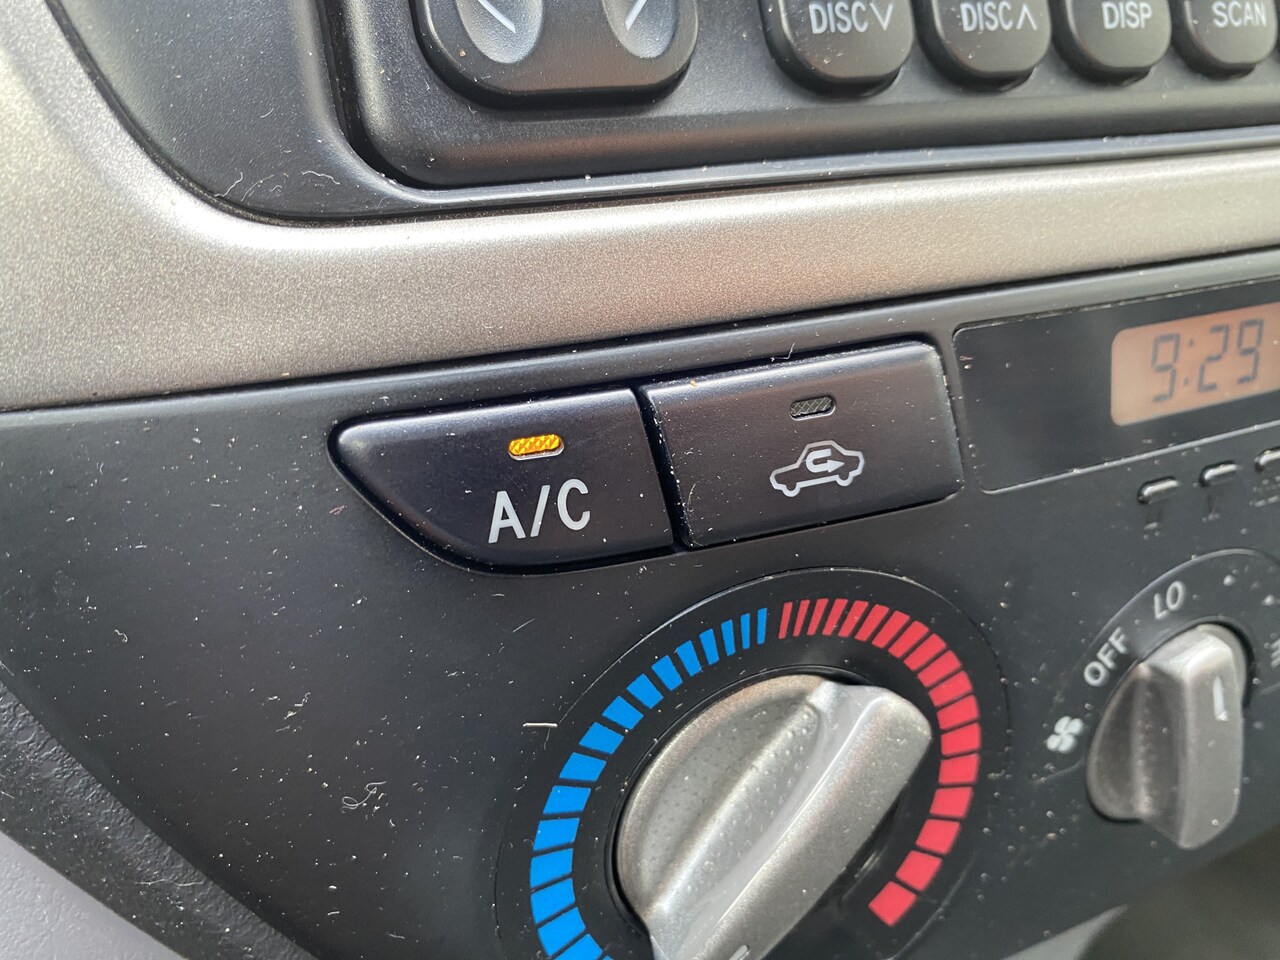 DISC∨ DISC∧ DISP SCAN
9:29
A/C
LO
OFF